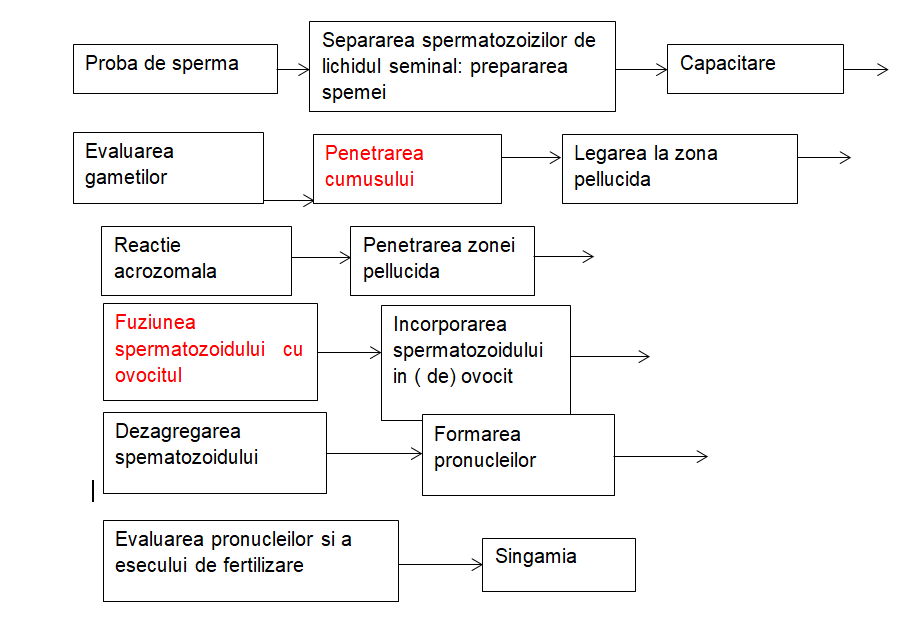 Proba de sperma
Separarea spermatozoizilor de
lichidul seminal: prepararea
spemei
Capacitare
Evaluarea
gametilor
Penetrarea
cumusului
Legarea la zona
pellucida
Reactie
acrozomala
Penetrarea zonei
pellucida
Fuziunea
spermatozoidului cu
ovocitul
Incorporarea
spermatozoidului
in ( de) ovocit
Dezagregarea
spematozoidului
Formarea
pronucleilor
Evaluarea pronucleilor si a
esecului de fertilizare
Singamia